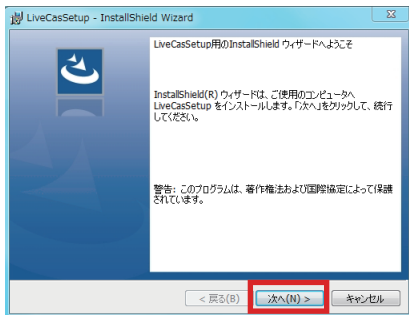 LiveCasSetup - InstallShield Wizard
LiveCasSetup用のInstallShield ウィザードへようこそ
InstallShield(R) ウィザードは、ご使用のコンピュータへ
LiveCasSetup をインストールします。「次へ」をクリックして、続行
してください。
警告: このプログラムは、著作権法および国際協定によって保護
されています。
< 戻る(B)
次へ(N) >
キャンセル